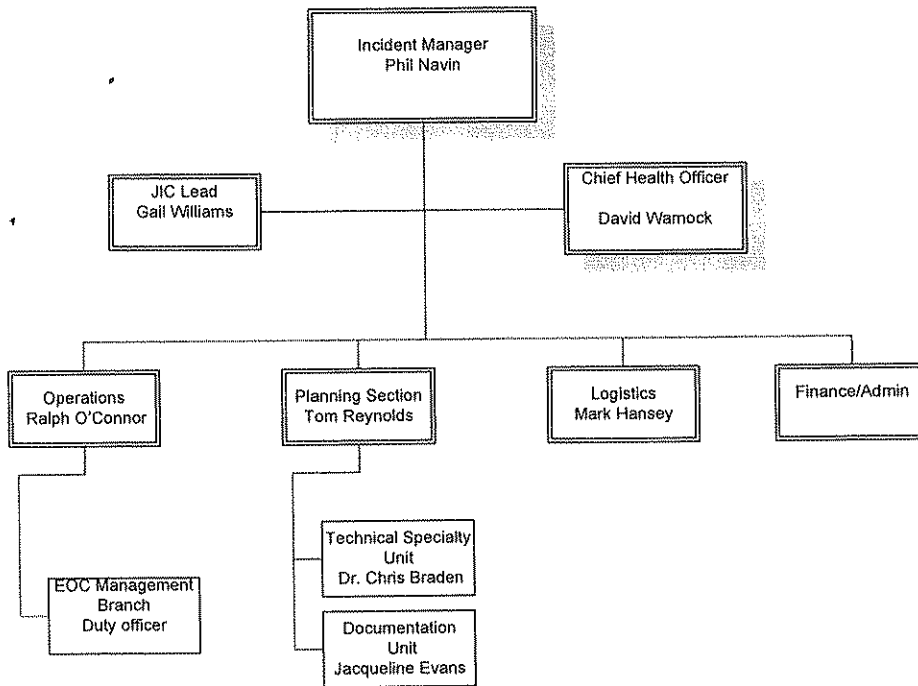 Incident Manager
Phil Navin
JIC Lead
Gail Williams
Chief Health Officer
David Warnock
Operations
Ralph O'Connor
Planning Section
Tom Reynolds
Logistics
Mark Hansey
Finance/Admin
EOC Management
Branch
Duty officer
Technical Specialty
Unit
Dr. Chris Braden
Documentation
Unit
Jacqueline Evans